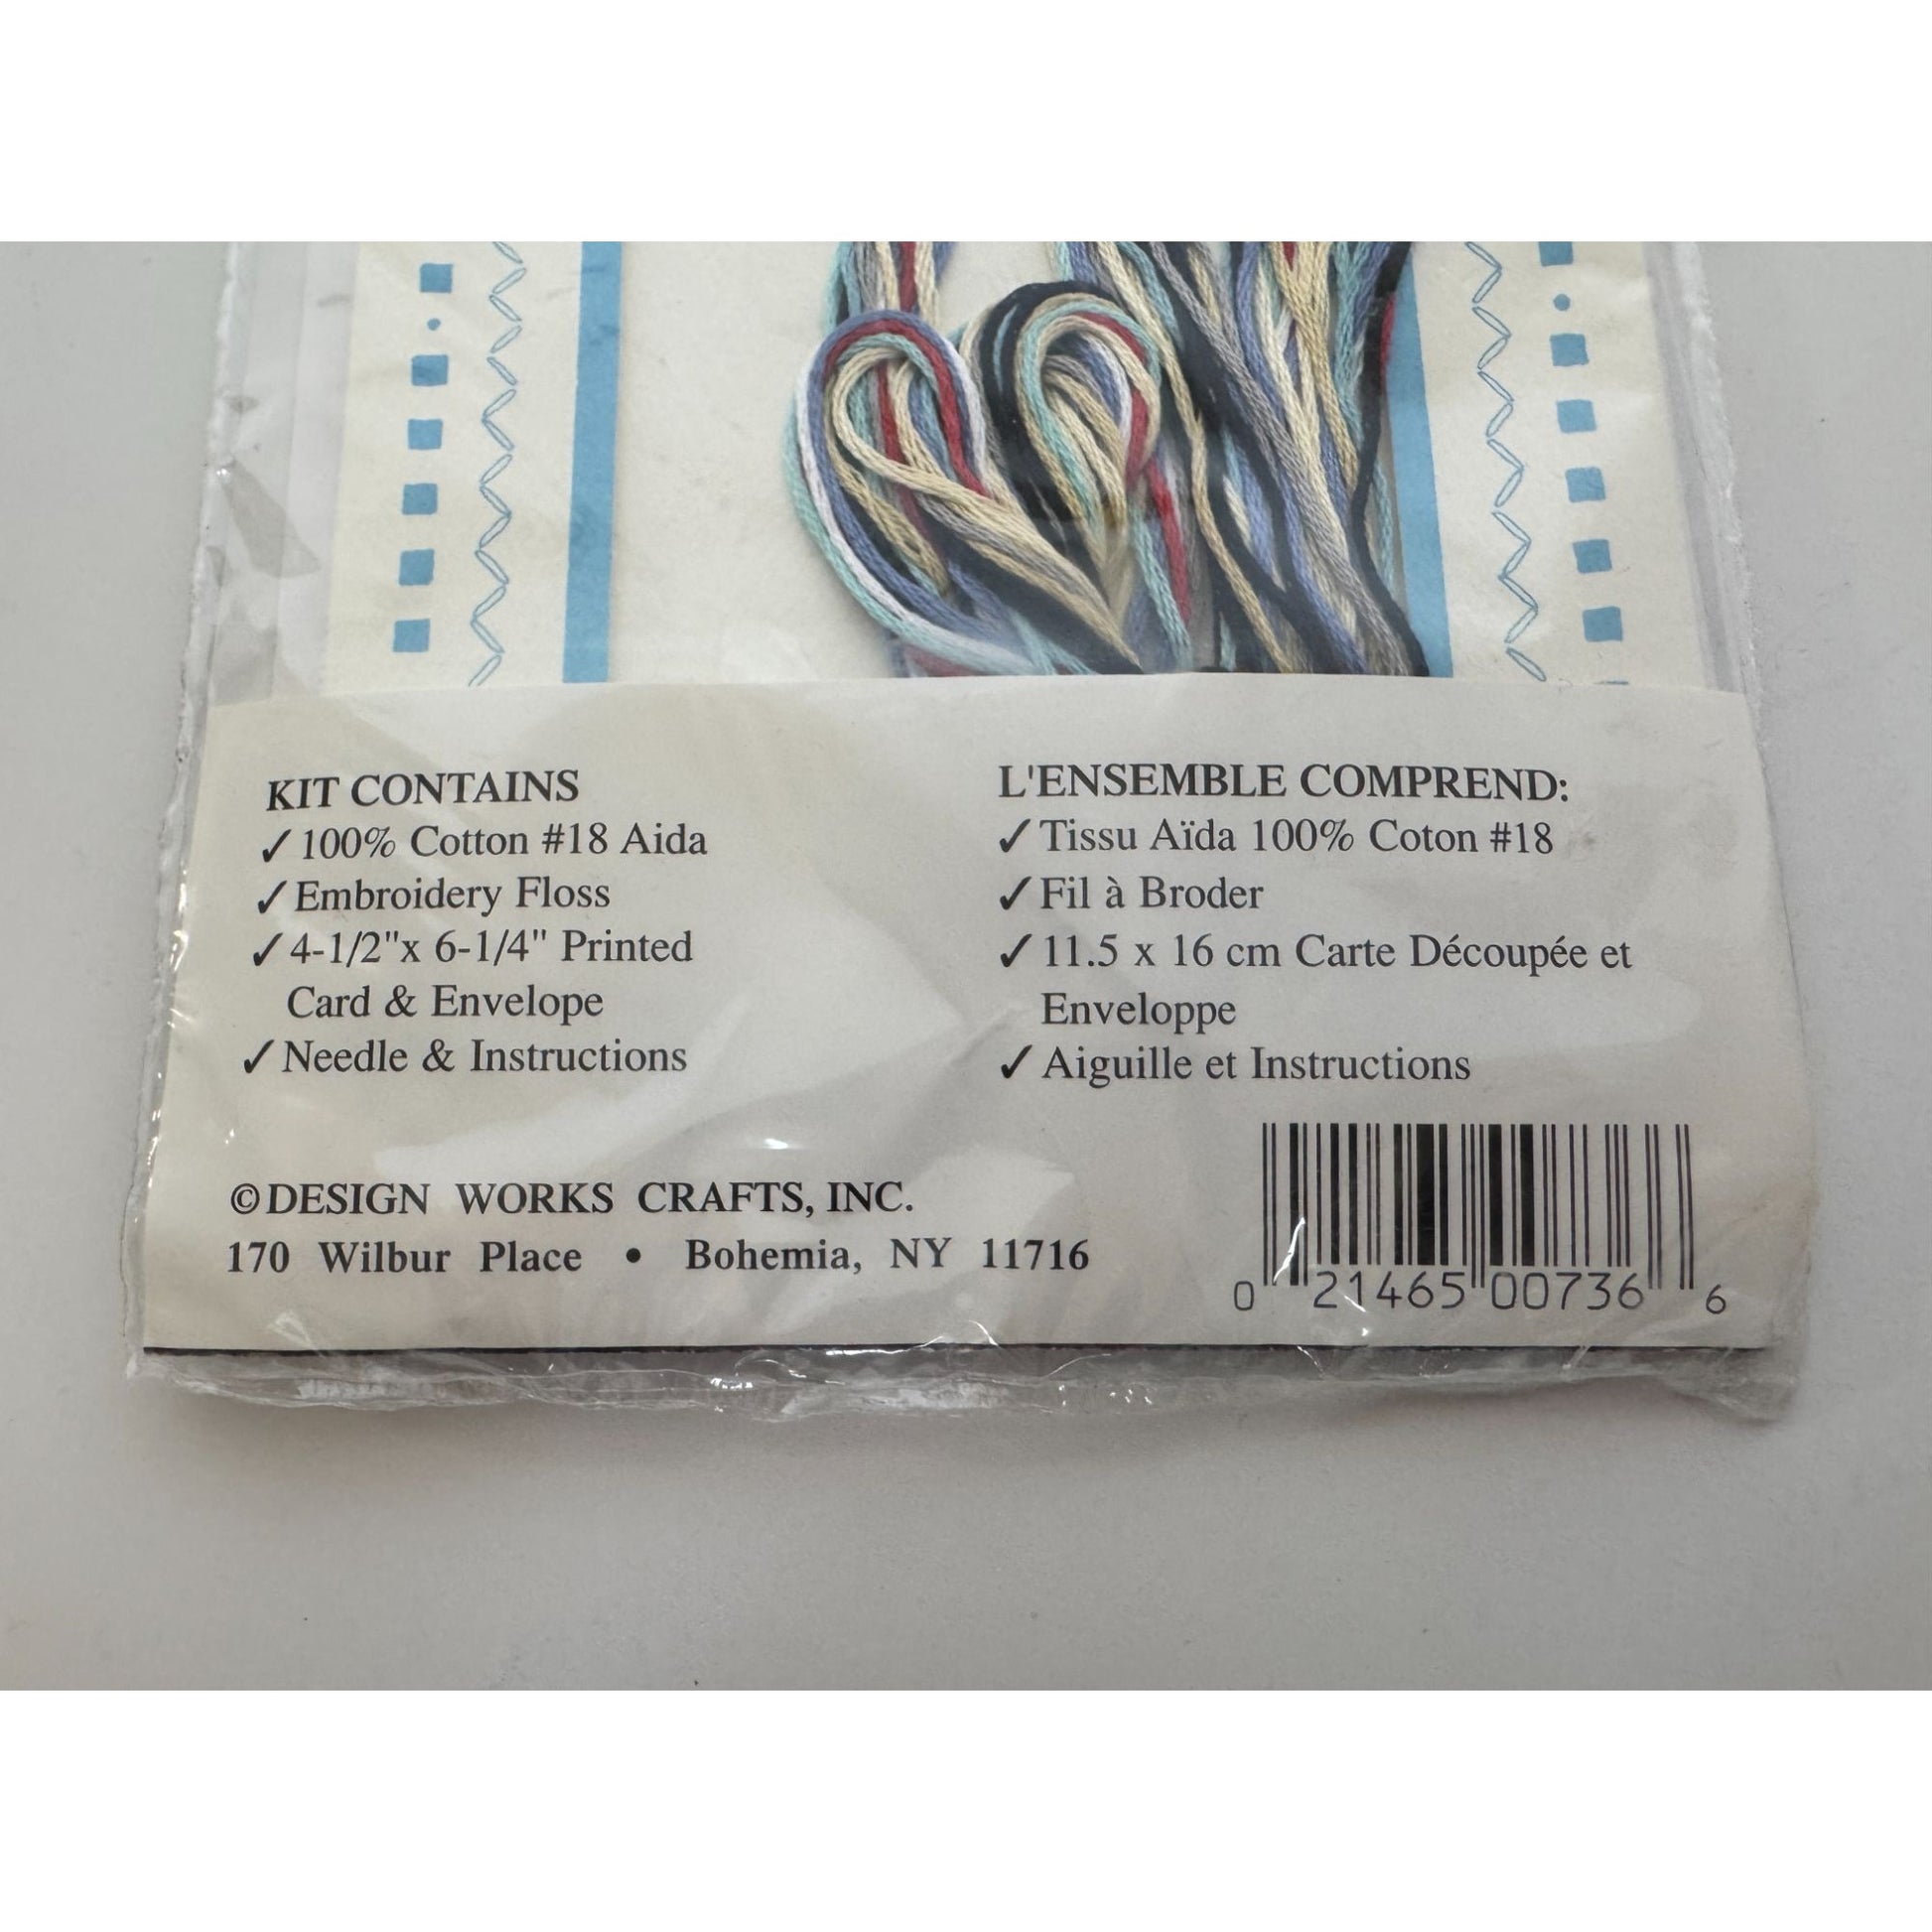 KIT CONTAINS
✓100% Cotton #18 Aida
✓Embroidery Floss
✓4-1/2"x 6-1/4" Printed
Card & Envelope
✓Needle & Instructions
L'ENSEMBLE COMPREND:
✓Tissu Aïda 100% Coton #18
✓Fil à Broder
✓11.5 x 16 cm Carte Découpée et
Enveloppe
✓Aiguille et Instructions
©DESIGN WORKS CRAFTS, INC.
170 Wilbur Place • Bohemia, NY 11716
0 21465 00736 6